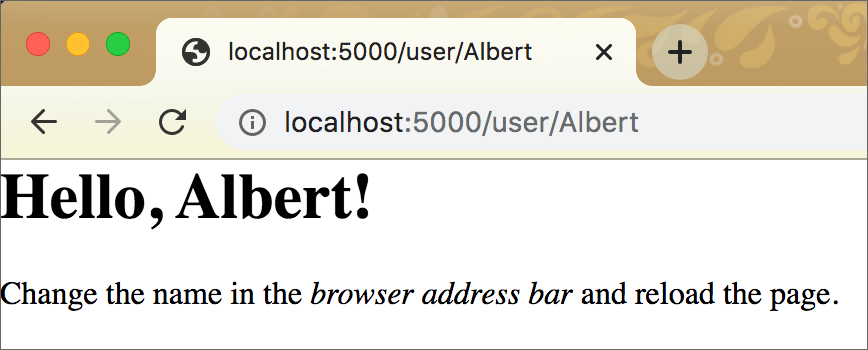 localhost:5000/user/Albert
localhost:5000/user/Albert
Hello, Albert!
Change the name in the browser address bar and reload the page.